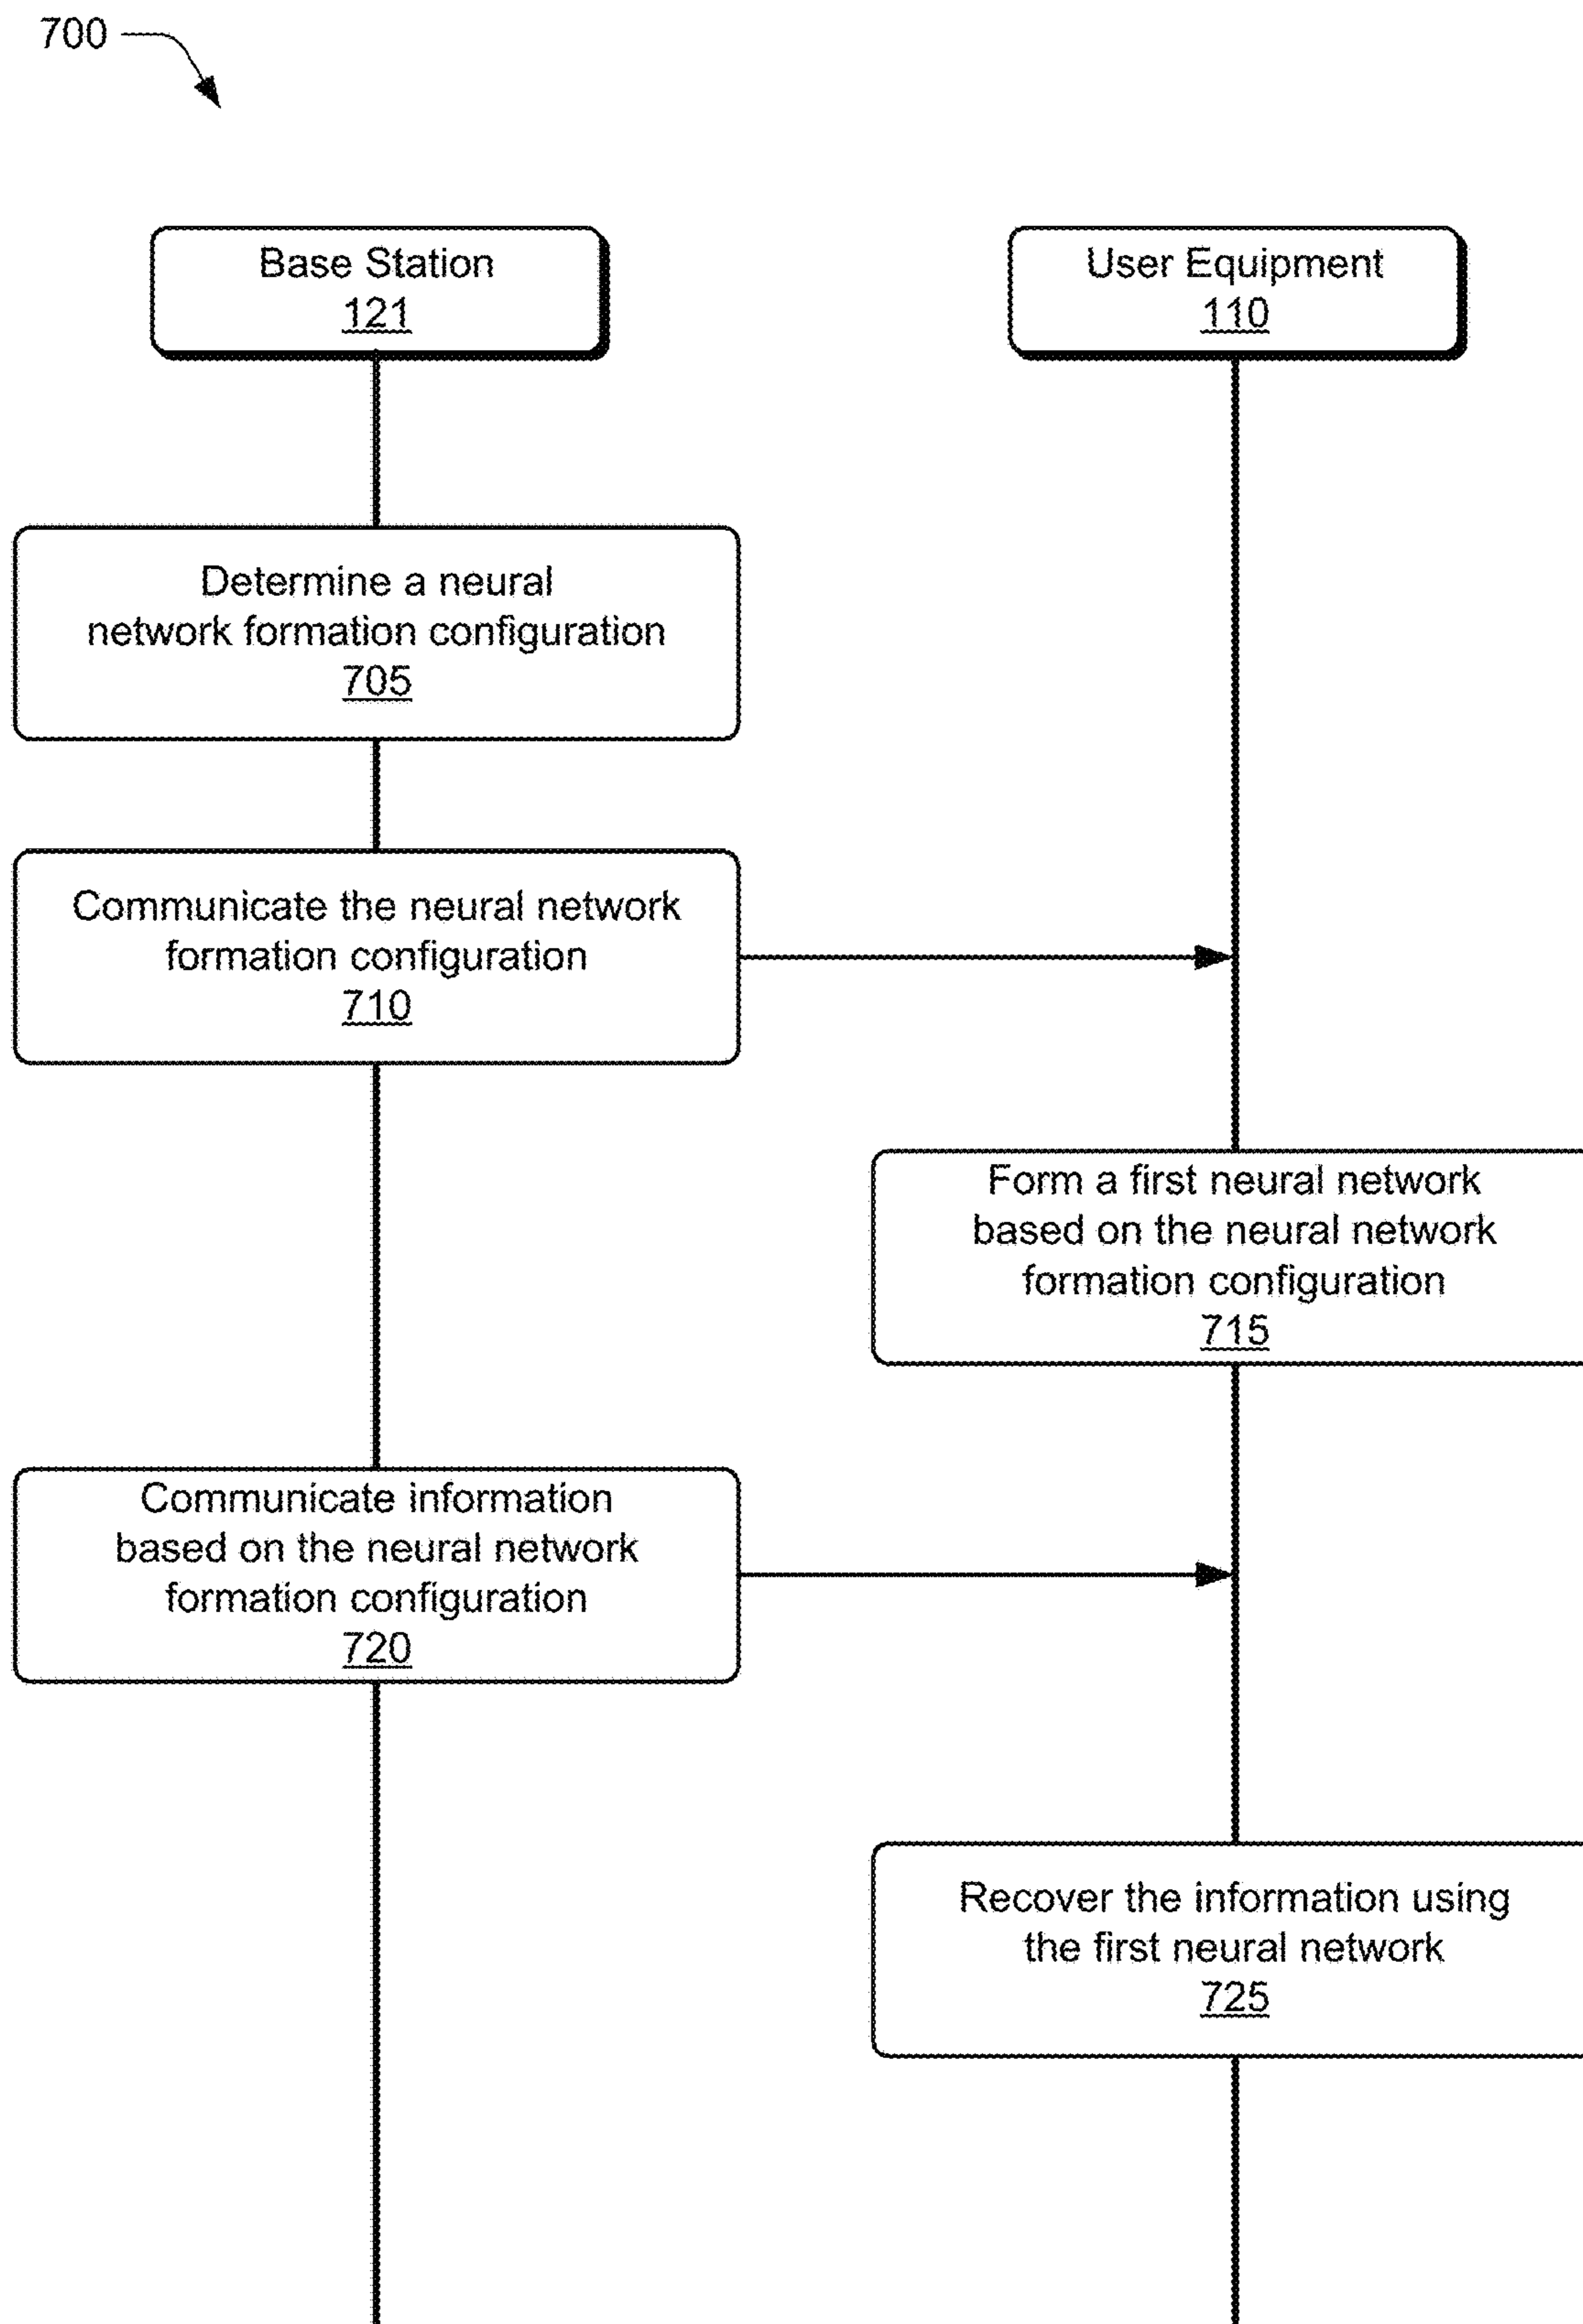 700
Base Station
121
User Equipment
110
Determine a neural
network formation configuration
705
Communicate the neural network
formation configuration
710
Form a first neural network
based on the neural network
formation configuration
715
Communicate information
based on the neural network
formation configuration
720
Recover the information using
the first neural network
725